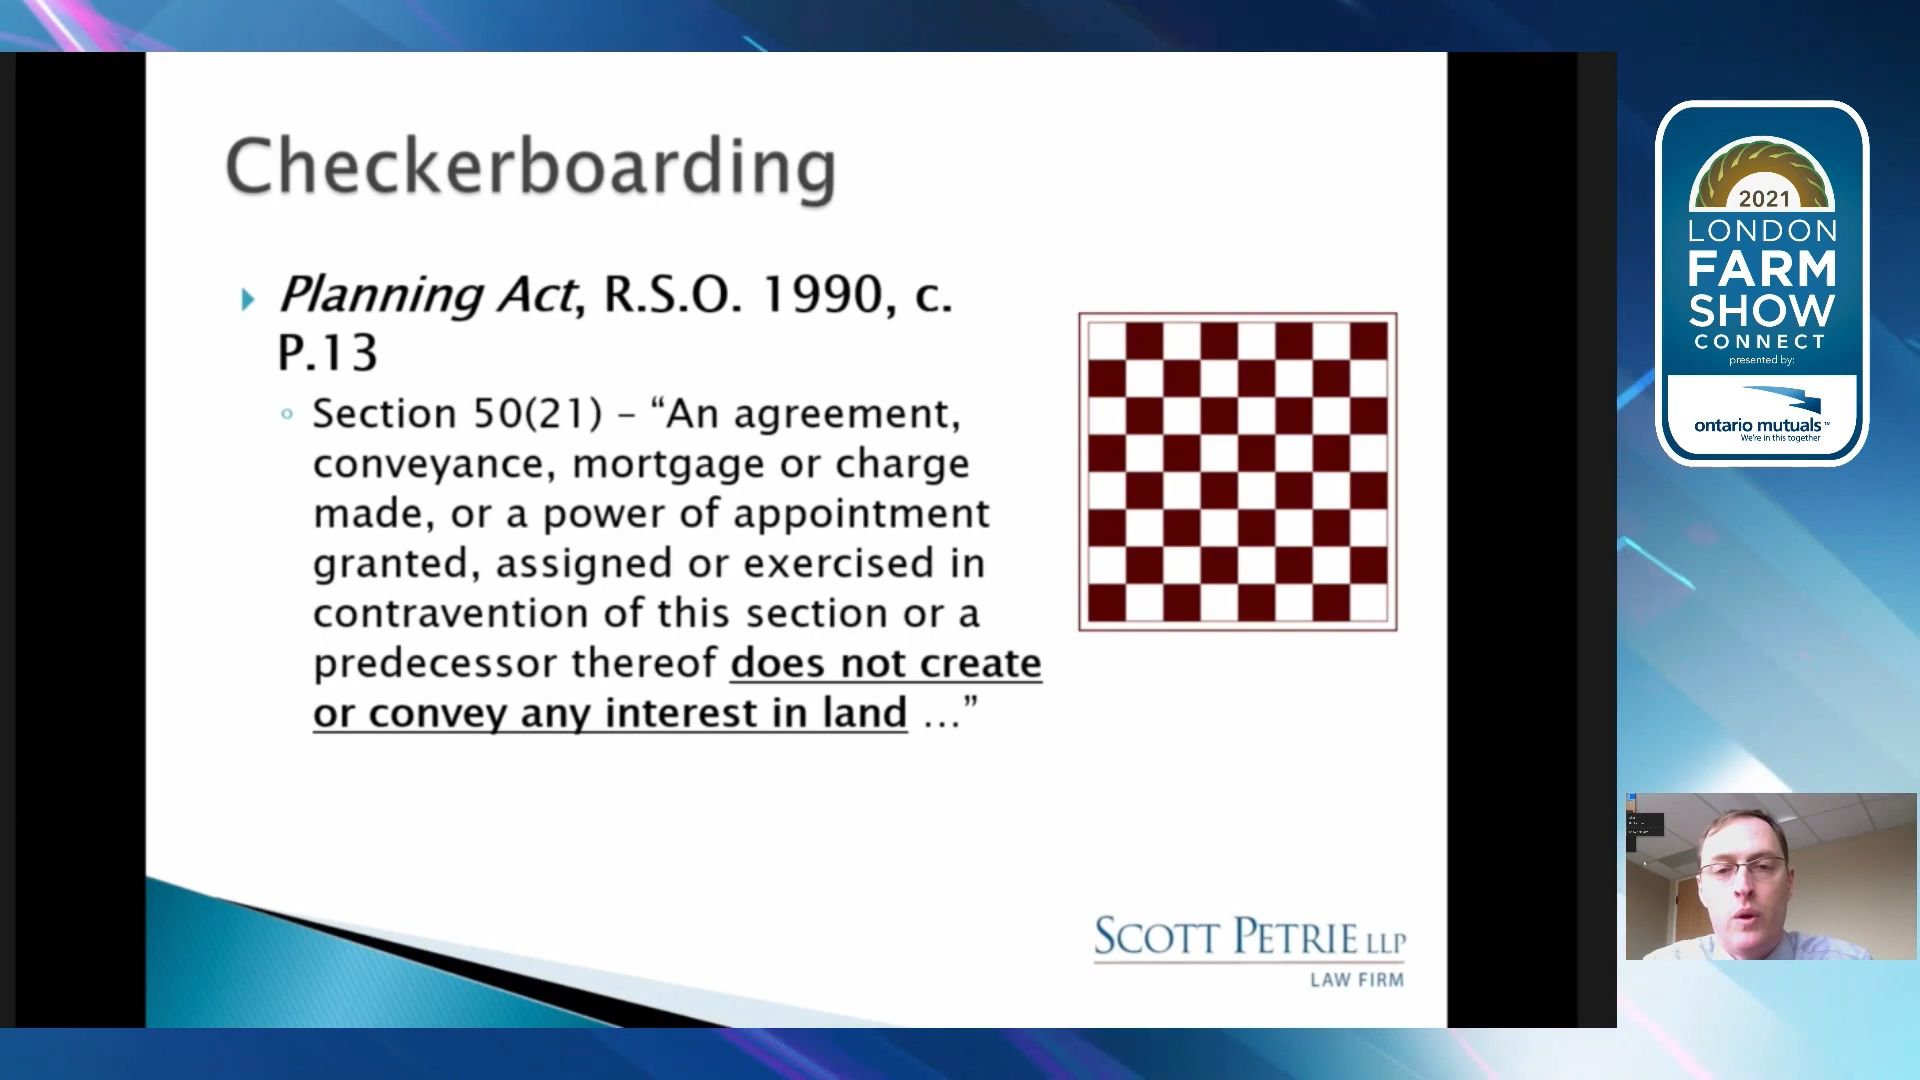 Checkerboarding
Planning Act, R.S.O. 1990, c.
P.13
Section 50(21) – “An agreement,
conveyance, mortgage or charge
made, or a power of appointment
granted, assigned or exercised in
contravention of this section or a
predecessor thereof does not create
or convey any interest in land …”
SCOTT PETRIE LLP
LAW FIRM
2021
LONDON
FARM
SHOW
CONNECT
presented by:
ontario mutuals™
We're in this together